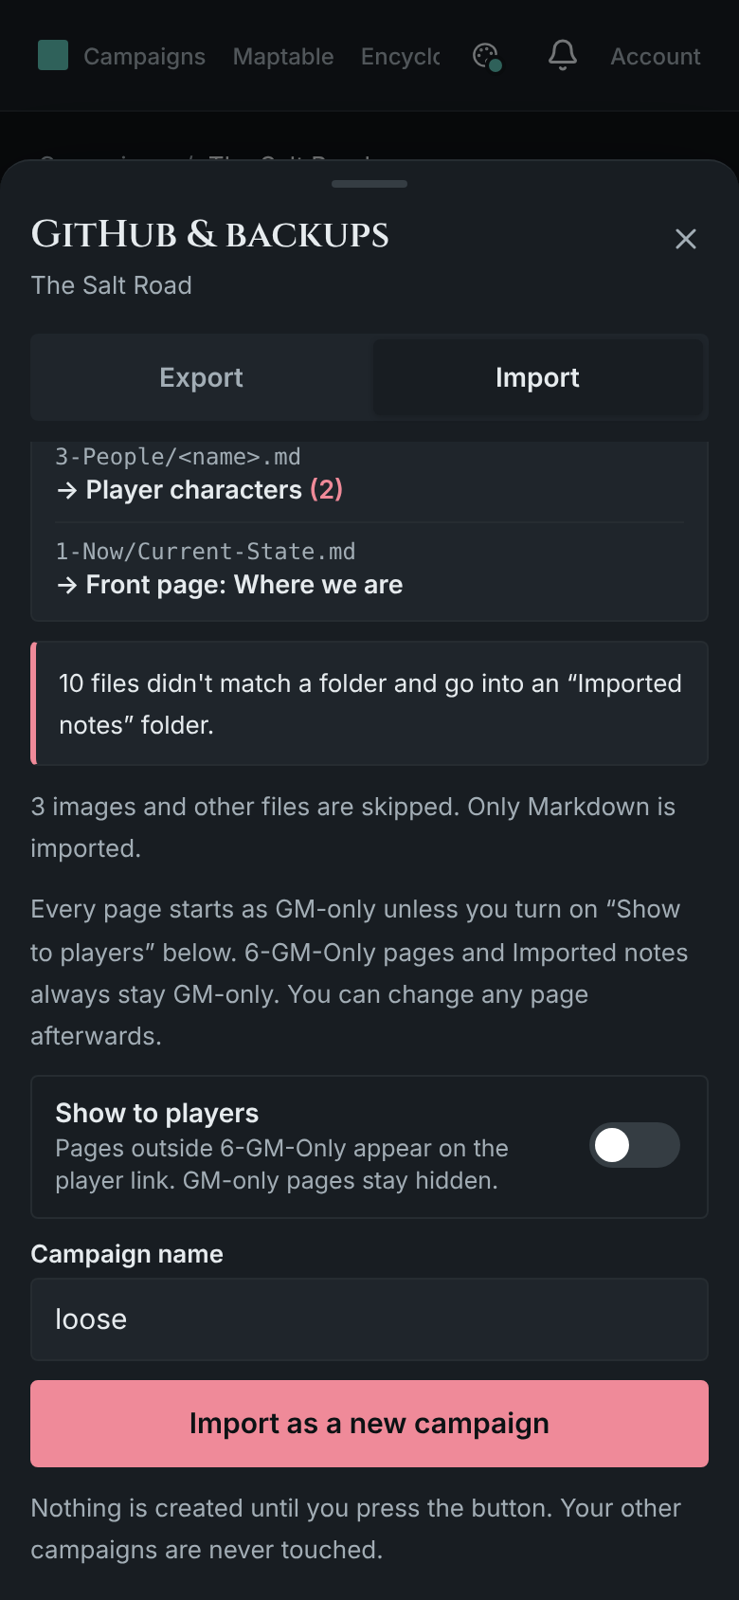 Campaigns Maptable Encycl Account
GitHub & backups
The Salt Road
Export Import
3-People/<name>.md
→ Player characters (2)
1-Now/Current-State.md
→ Front page: Where we are
10 files didn't match a folder and go into an “Imported
notes” folder.
3 images and other files are skipped. Only Markdown is
imported.
Every page starts as GM-only unless you turn on “Show
to players” below. 6-GM-Only pages and Imported notes
always stay GM-only. You can change any page
afterwards.
Show to players
Pages outside 6-GM-Only appear on the
player link. GM-only pages stay hidden.
Campaign name
loose
Import as a new campaign
Nothing is created until you press the button. Your other
campaigns are never touched.